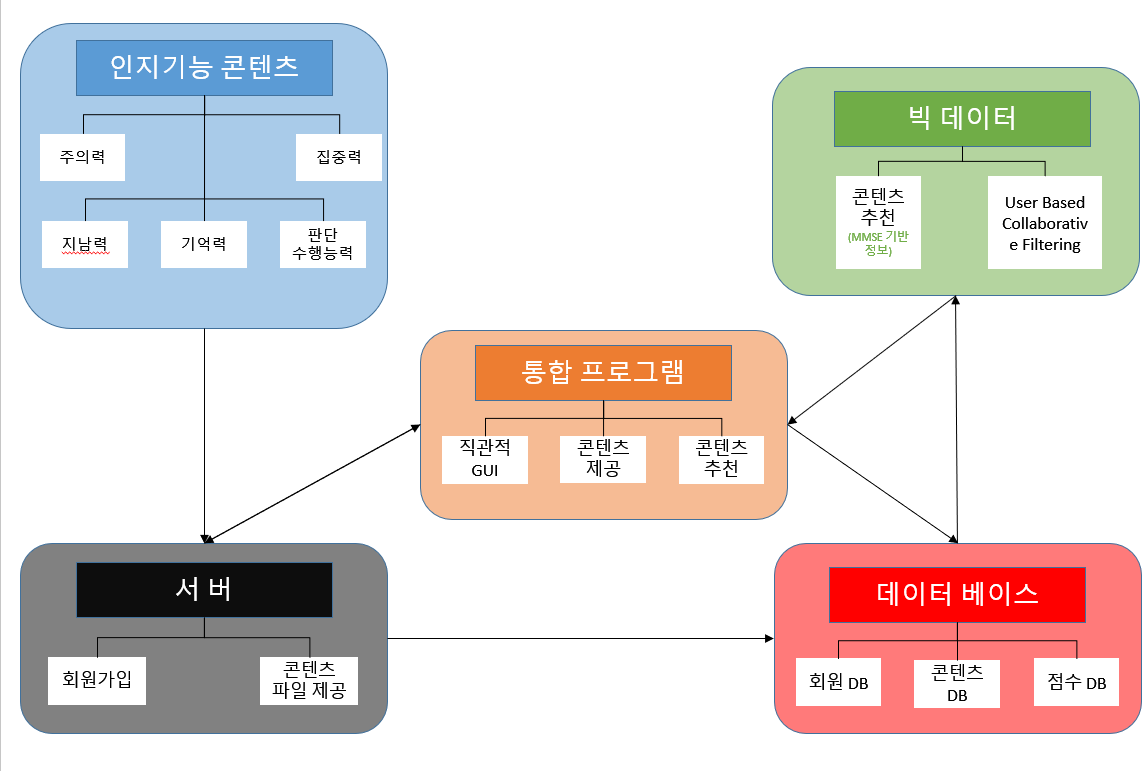 인지기능 콘텐츠
주의력
집중력
지남력
기억력
판단
수행능력
빅 데이터
콘텐츠
추천
(MMSE 기반
정보)
User Based
Collaborativ
e Filtering
통합 프로그램
직관적
GUI
콘텐츠
제공
콘텐츠
추천
서 버
회원가입
콘텐츠
파일 제공
데이터 베이스
회원 DB
콘텐츠
DB
점수 DB